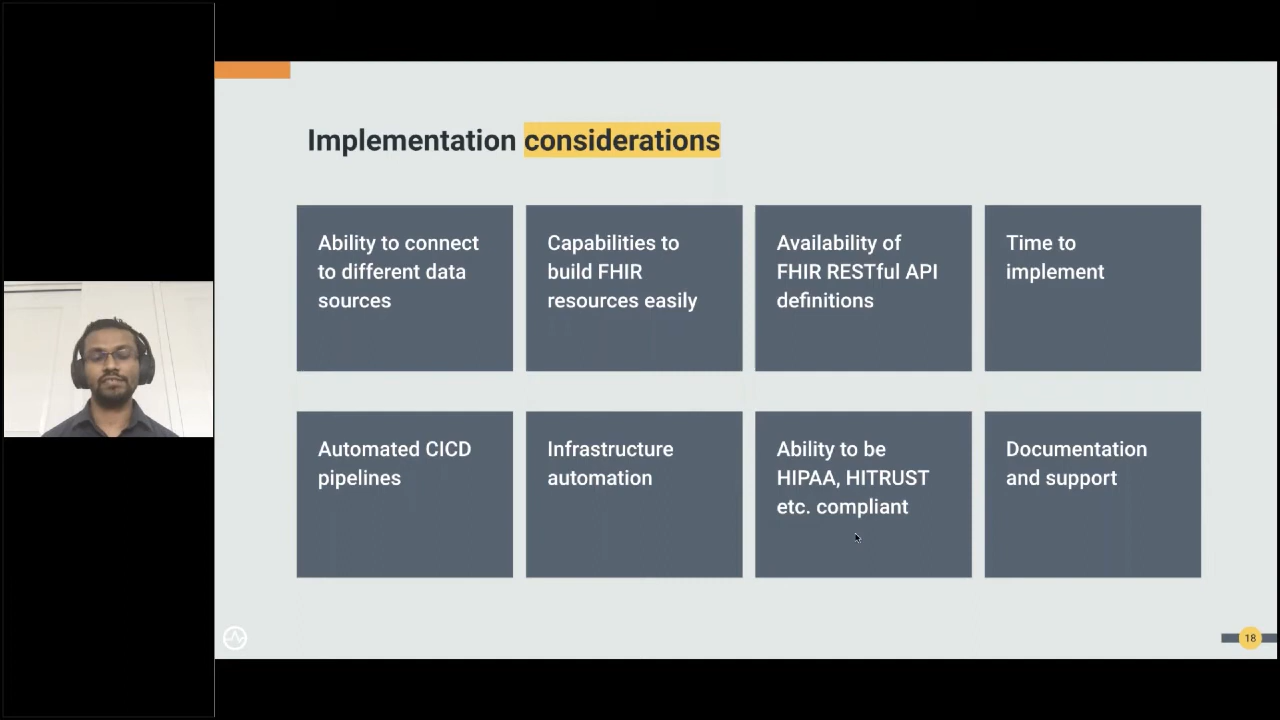 Implementation considerations
Ability to connect
to different data
sources
Capabilities to
build FHIR
resources easily
Availability of
FHIR RESTful API
definitions
Time to
implement
Automated CICD
pipelines
Infrastructure
automation
Ability to be
HIPAA, HITRUST
etc. compliant
Documentation
and support
18